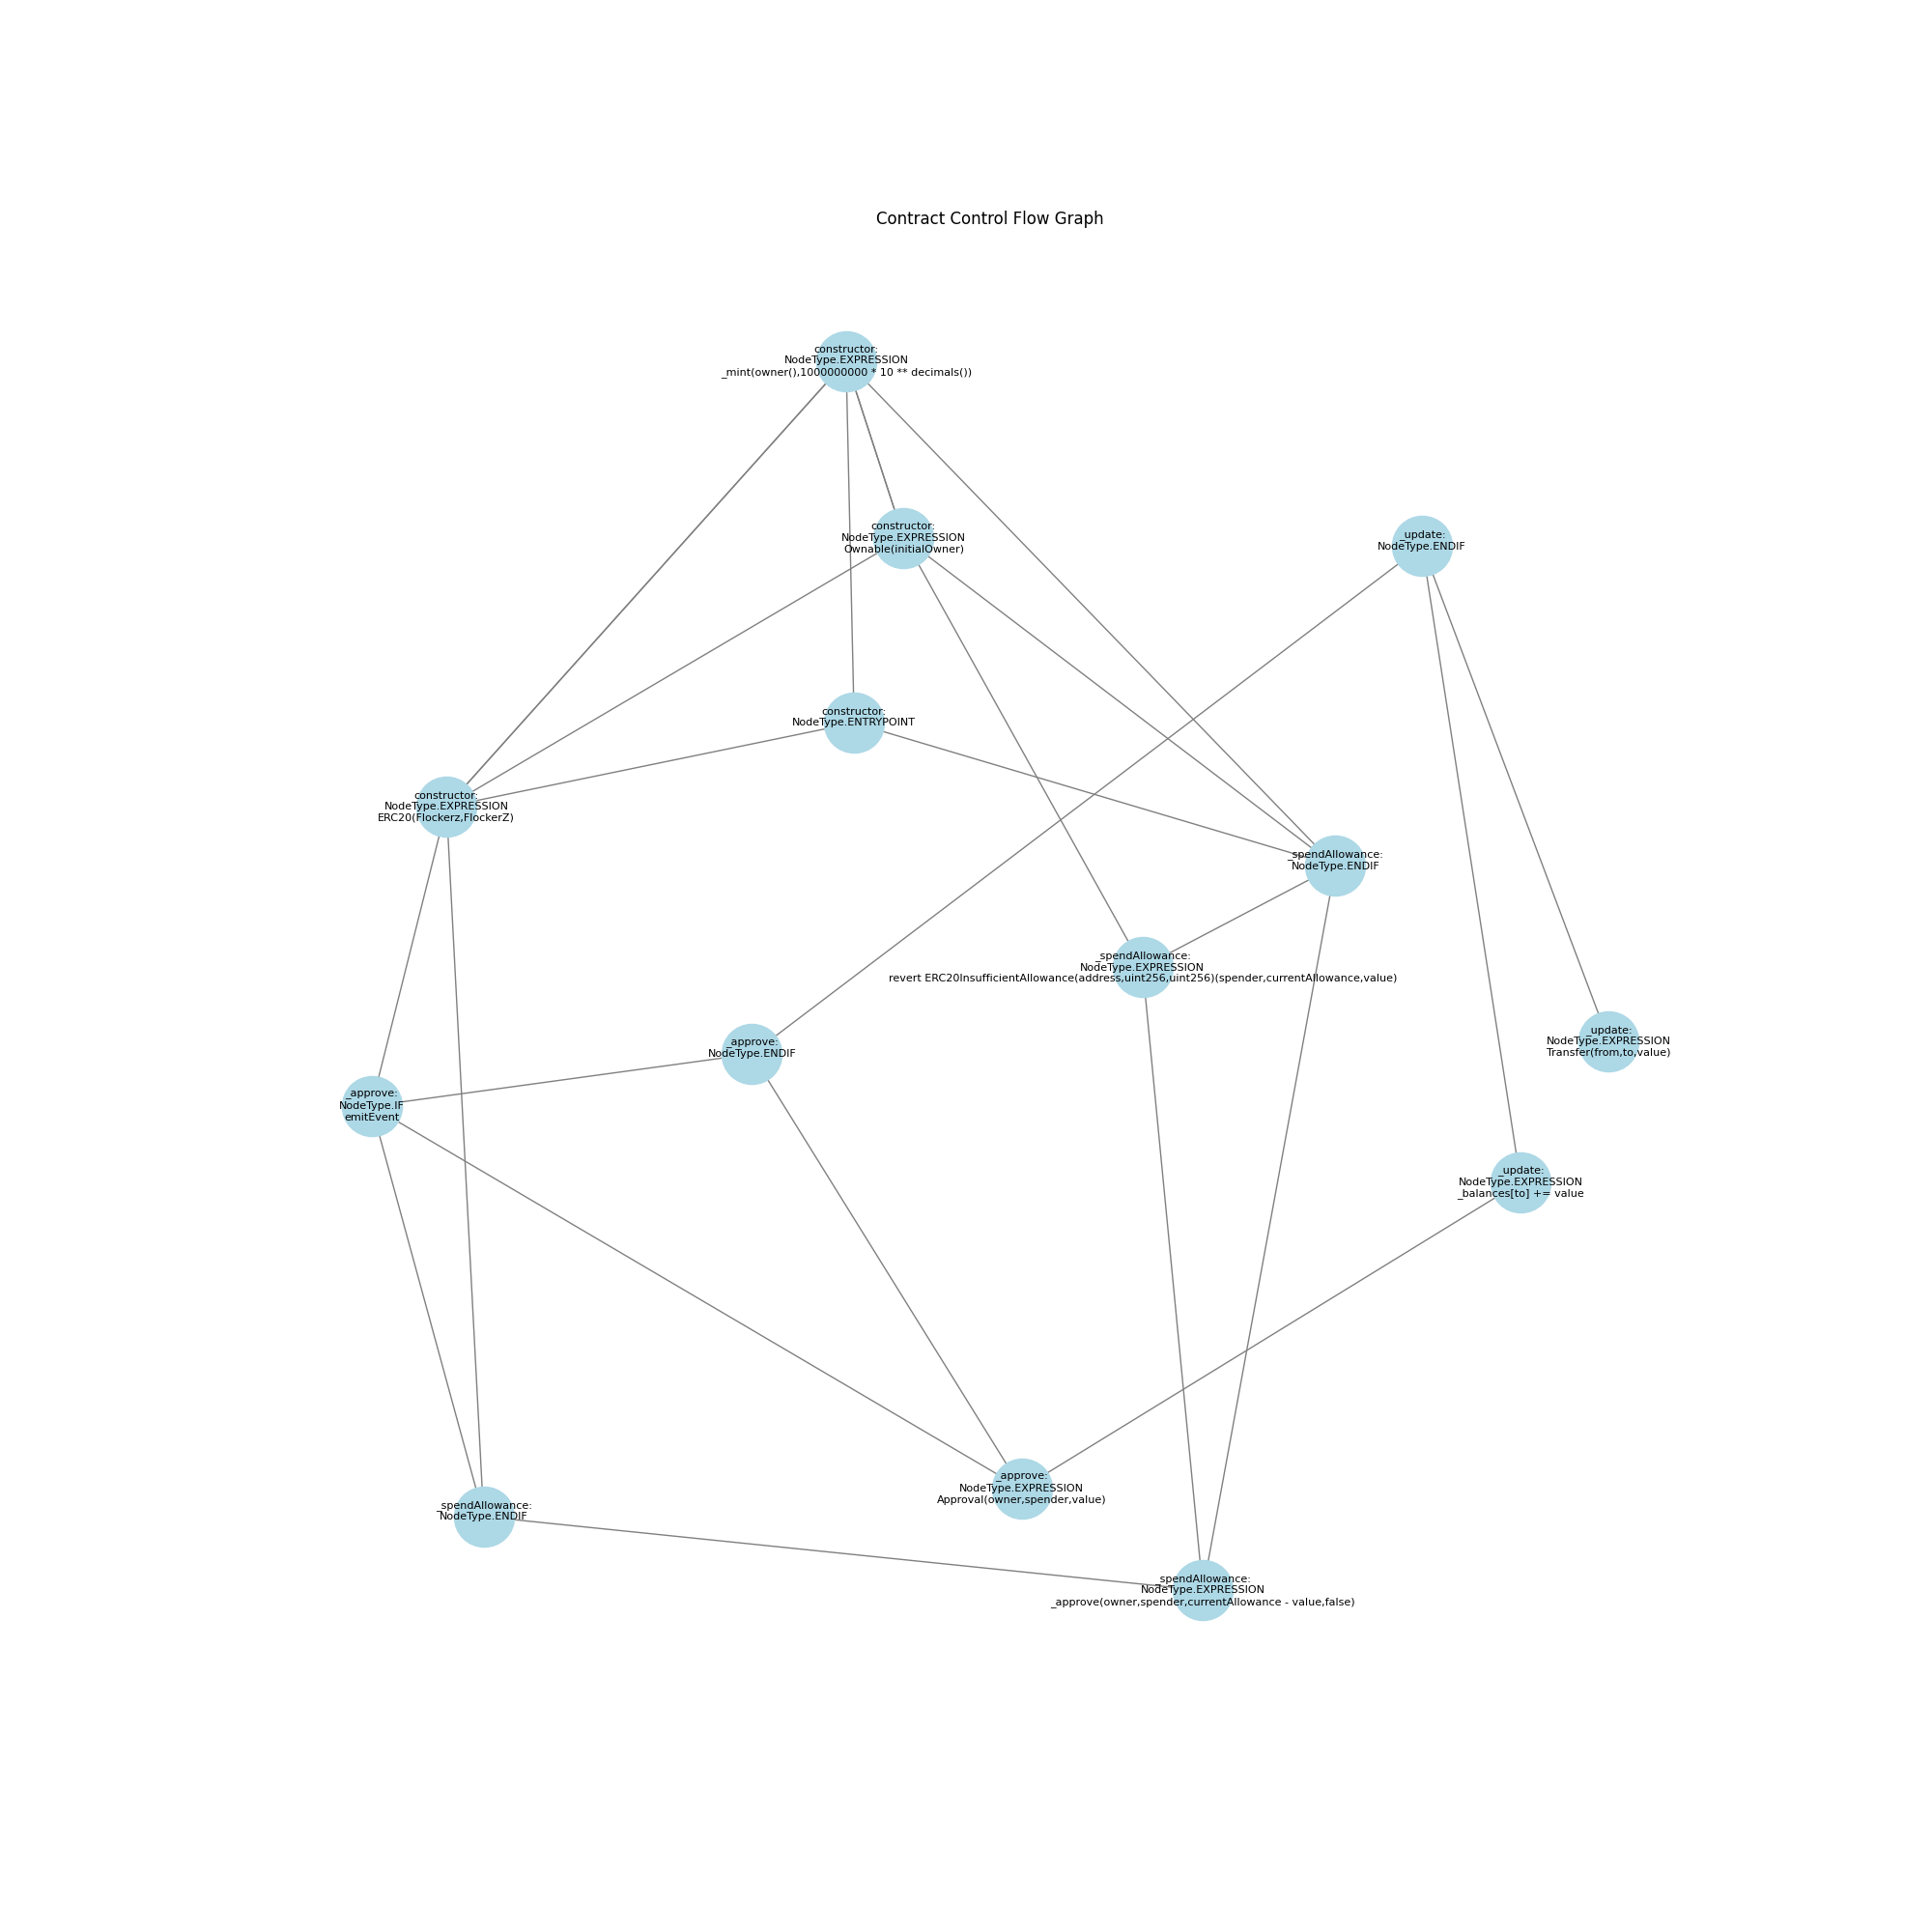 Contract Control Flow Graph
constructor:
NodeType.EXPRESSION
_mint(owner(),1000000000 * 10 ** decimals())
constructor:
NodeType.EXPRESSION
Ownable(initialOwner)
_update:
NodeType.ENDIF
constructor:
NodeType.ENTRYPOINT
constructor:
NodeType.EXPRESSION
ERC20(Flockerz,FlockerZ)
_spendAllowance:
NodeType.ENDIF
_spendAllowance:
NodeType.EXPRESSION
revert ERC20InsufficientAllowance(address,uint256,uint256)(spender,currentAllowance,value)
_update:
NodeType.EXPRESSION
Transfer(from,to,value)
_approve:
NodeType.ENDIF
_approve:
NodeType.IF
emitEvent
_update:
NodeType.EXPRESSION
_balances[to] += value
_approve:
NodeType.EXPRESSION
Approval(owner,spender,value)
_spendAllowance:
NodeType.ENDIF
_spendAllowance:
NodeType.EXPRESSION
_approve(owner,spender,currentAllowance - value,false)